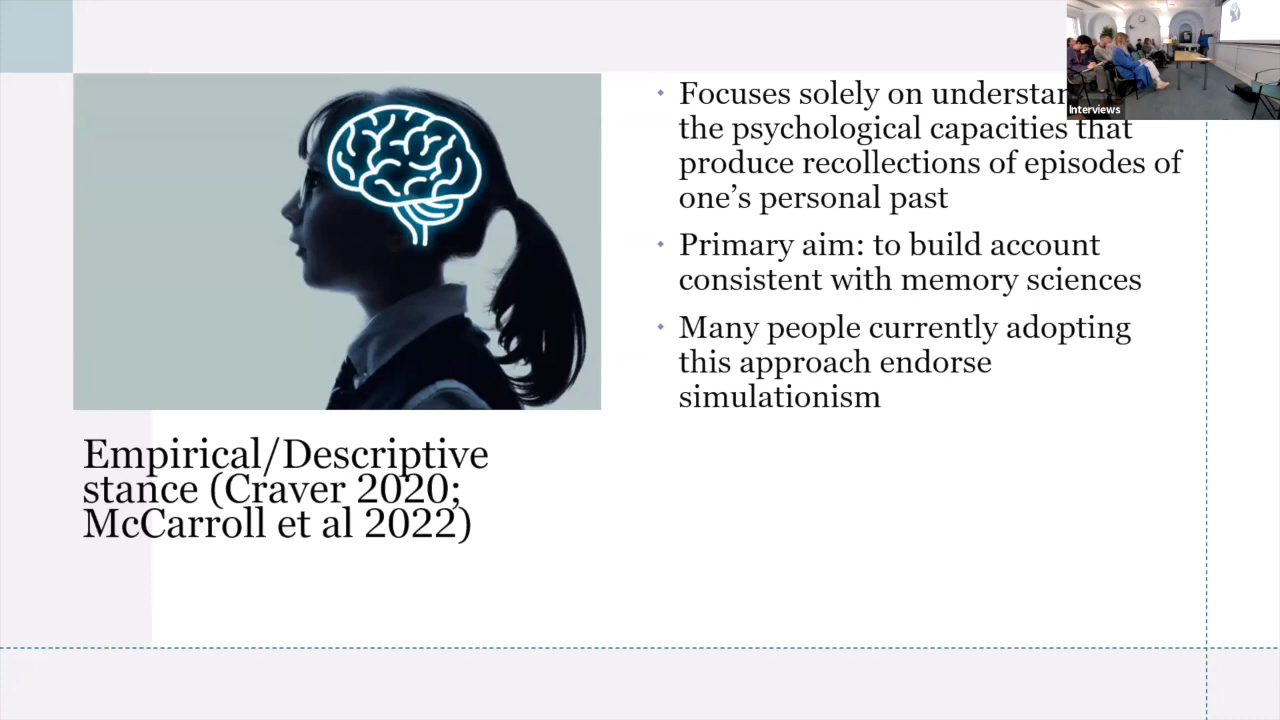 Focuses solely on
the psychological capacities that
produce recollections of episodes of
one's personal past
Primary aim: to build account
consistent with memory sciences
Many people currently adopting
this approach endorse
simulationism
Empirical/Descriptive
stance (Craver 2020;
McCarroll et al 2022)
Interviews